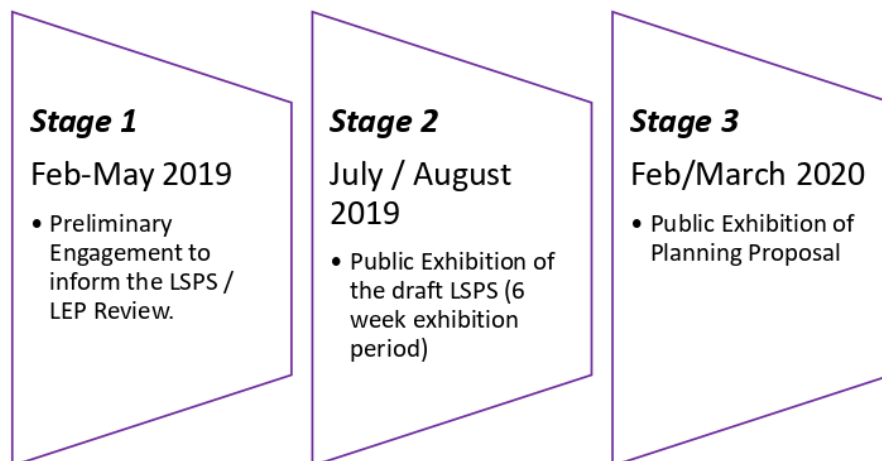 Stage 1
Feb-May 2019
• Preliminary
Engagement to
inform the LSPS /
LEP Review.
Stage 2
July / August
2019
• Public Exhibition of
the draft LSPS (6
week exhibition
period)
Stage 3
Feb/March 2020
• Public Exhibition of
Planning Proposal